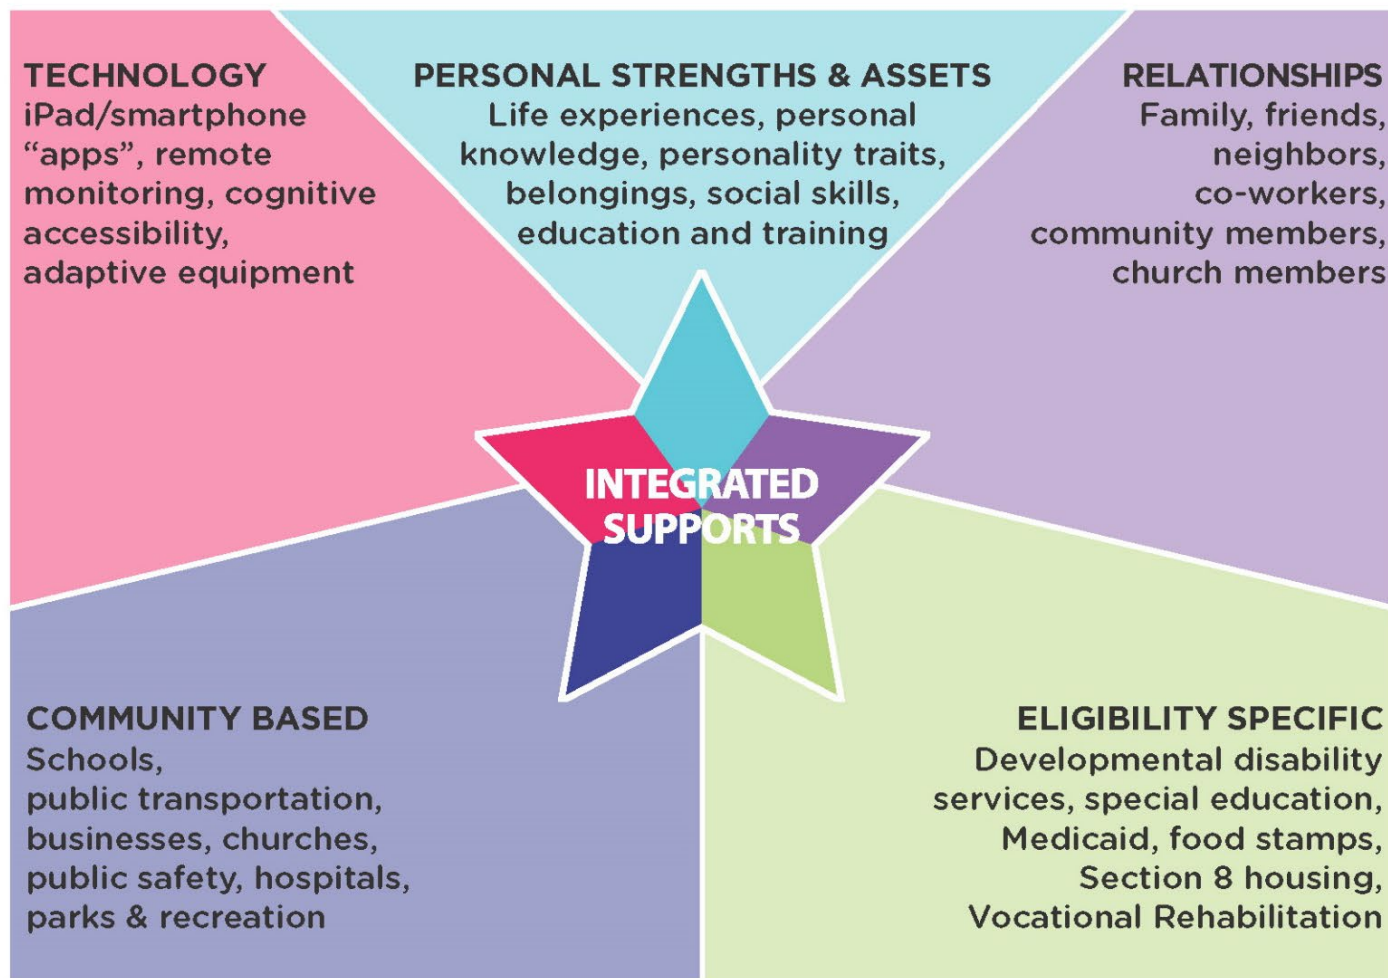 TECHNOLOGY
iPad/smartphone
“apps”, remote
monitoring, cognitive
accessibility,
adaptive equipment
PERSONAL STRENGTHS & ASSETS
Life experiences, personal
knowledge, personality traits,
belongings, social skills,
education and training
RELATIONSHIPS
Family, friends,
neighbors,
co-workers,
community members,
church members
INTEGRATED
SUPPORTS
COMMUNITY BASED
Schools,
public transportation,
businesses, churches,
public safety, hospitals,
parks & recreation
ELIGIBILITY SPECIFIC
Developmental disability
services, special education,
Medicaid, food stamps,
Section 8 housing,
Vocational Rehabilitation